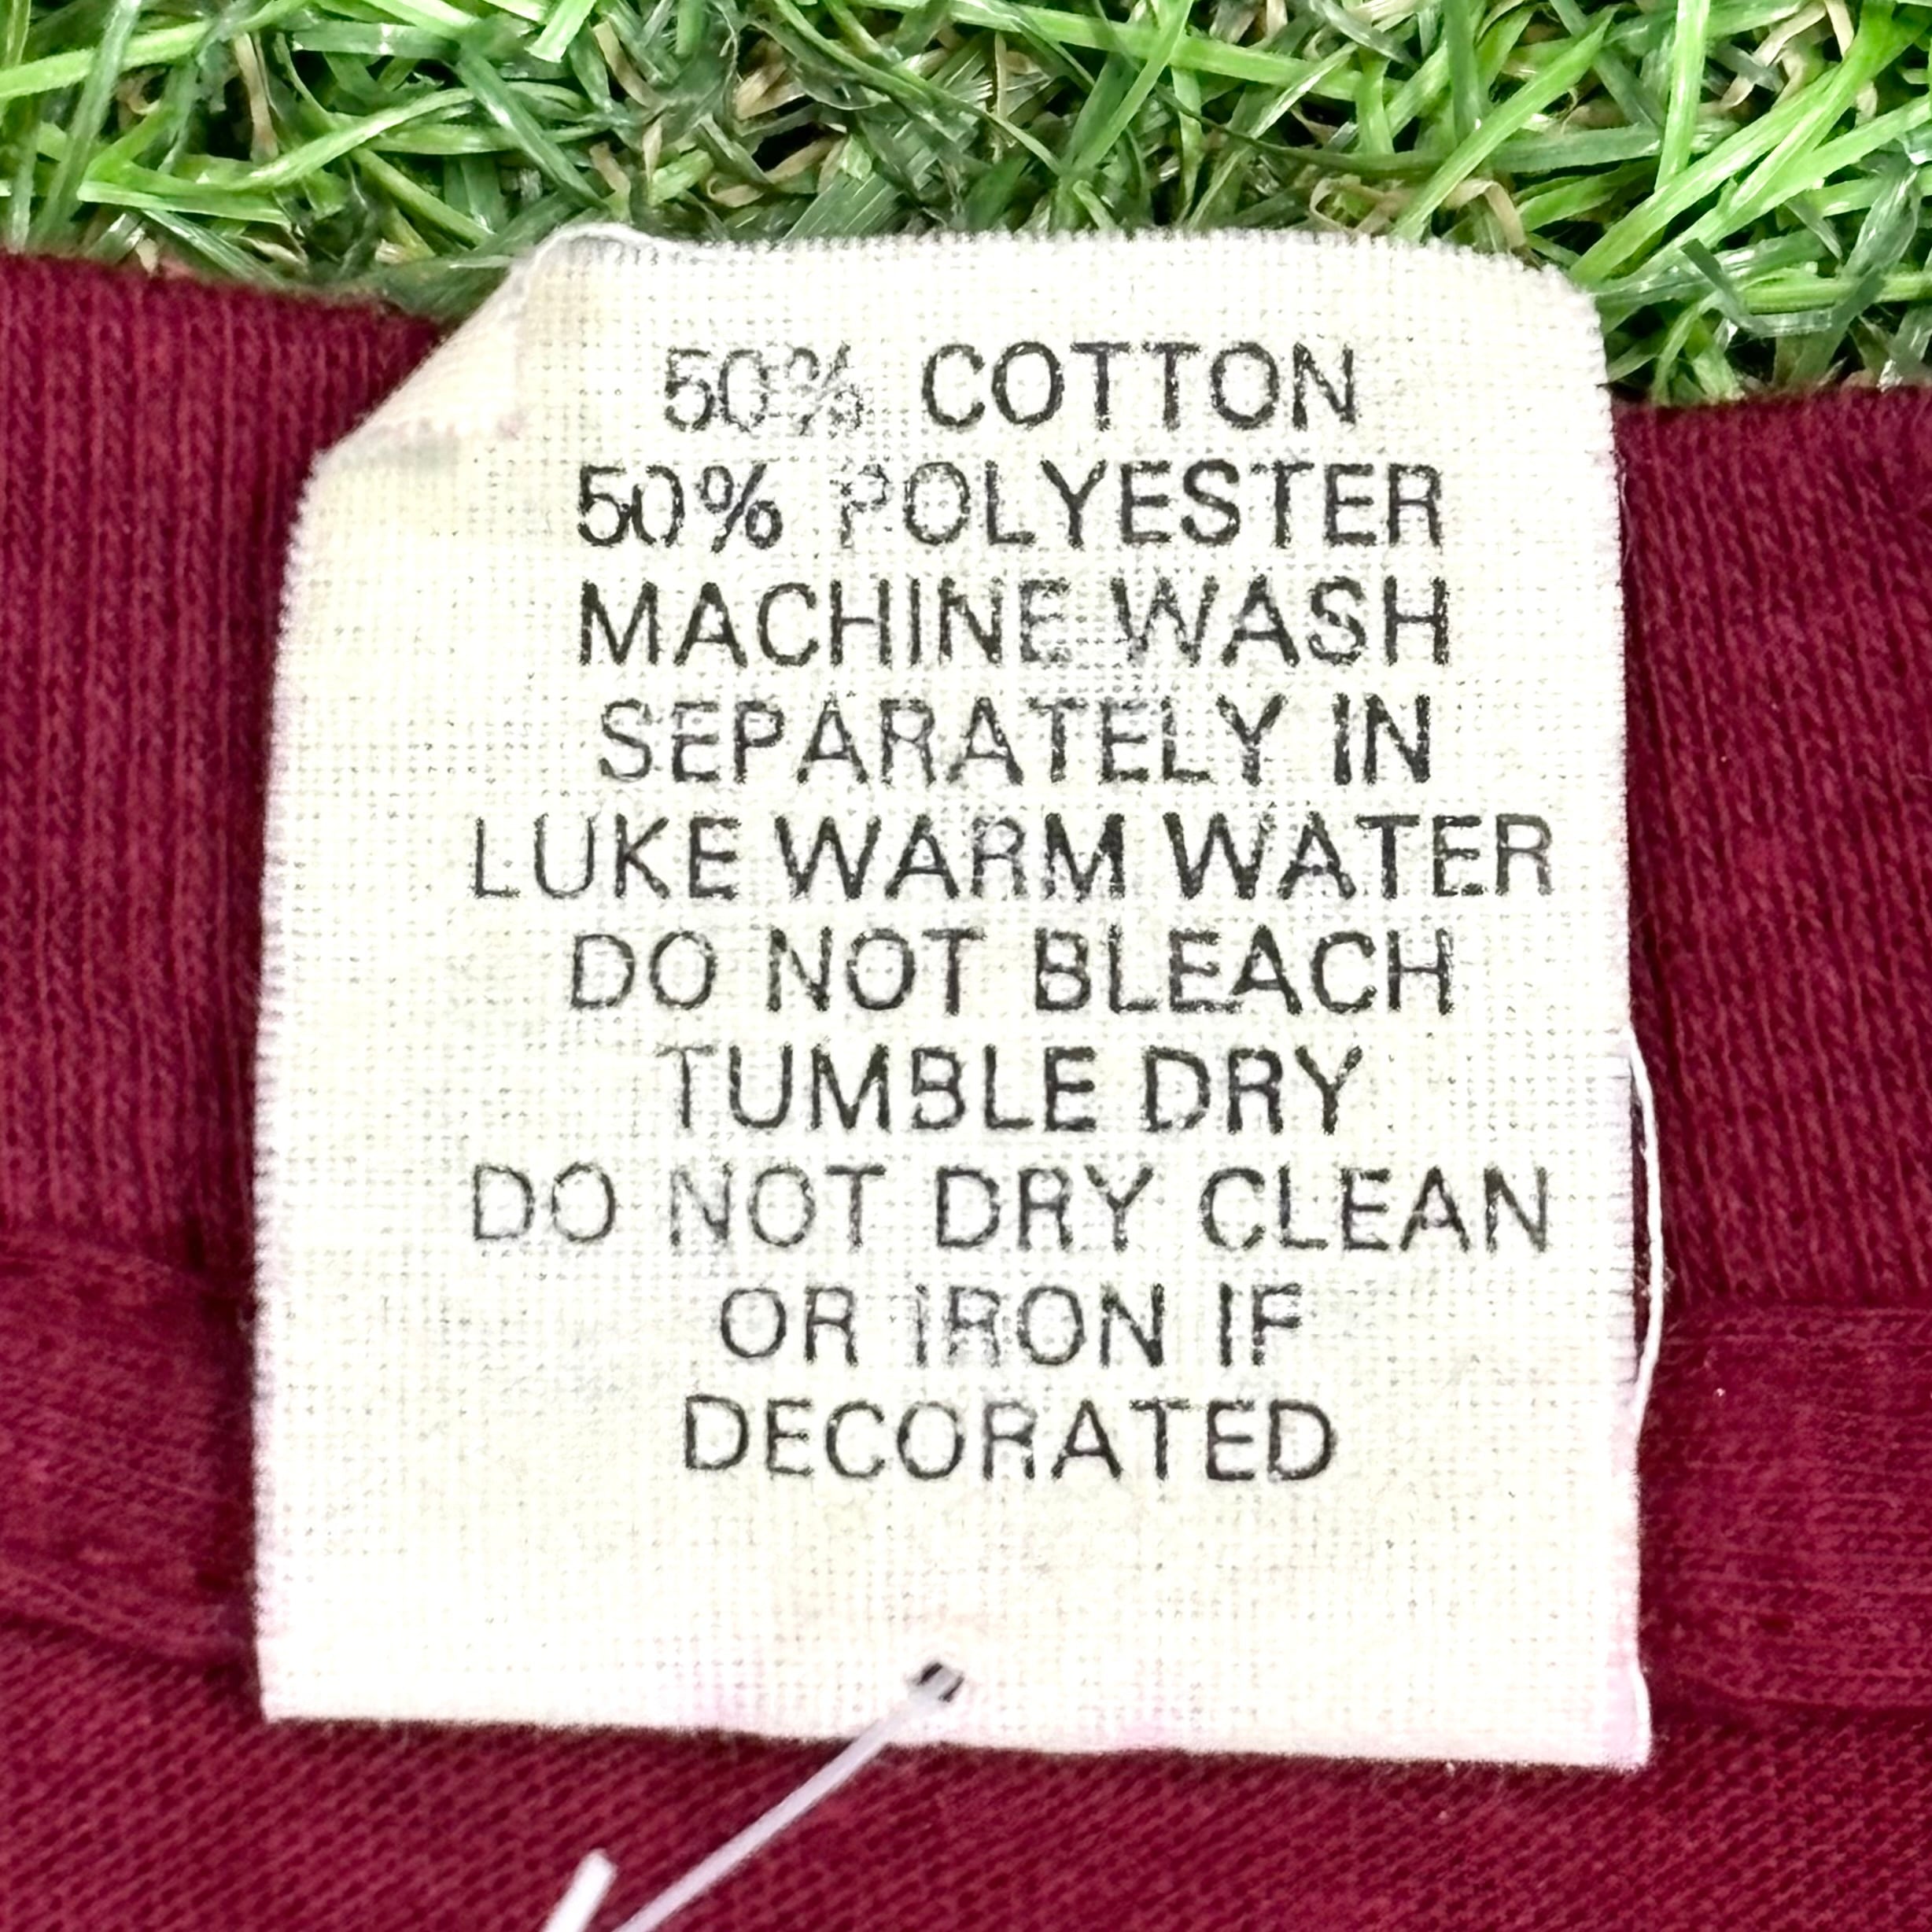 50% COTTON
50% POLYESTER
MACHINE WASH
SEPARATELY IN
LUKE WARM WATER
DO NOT BLEACH
TUMBLE DRY
DO NOT DRY CLEAN
OR IRON IF
DECORATED